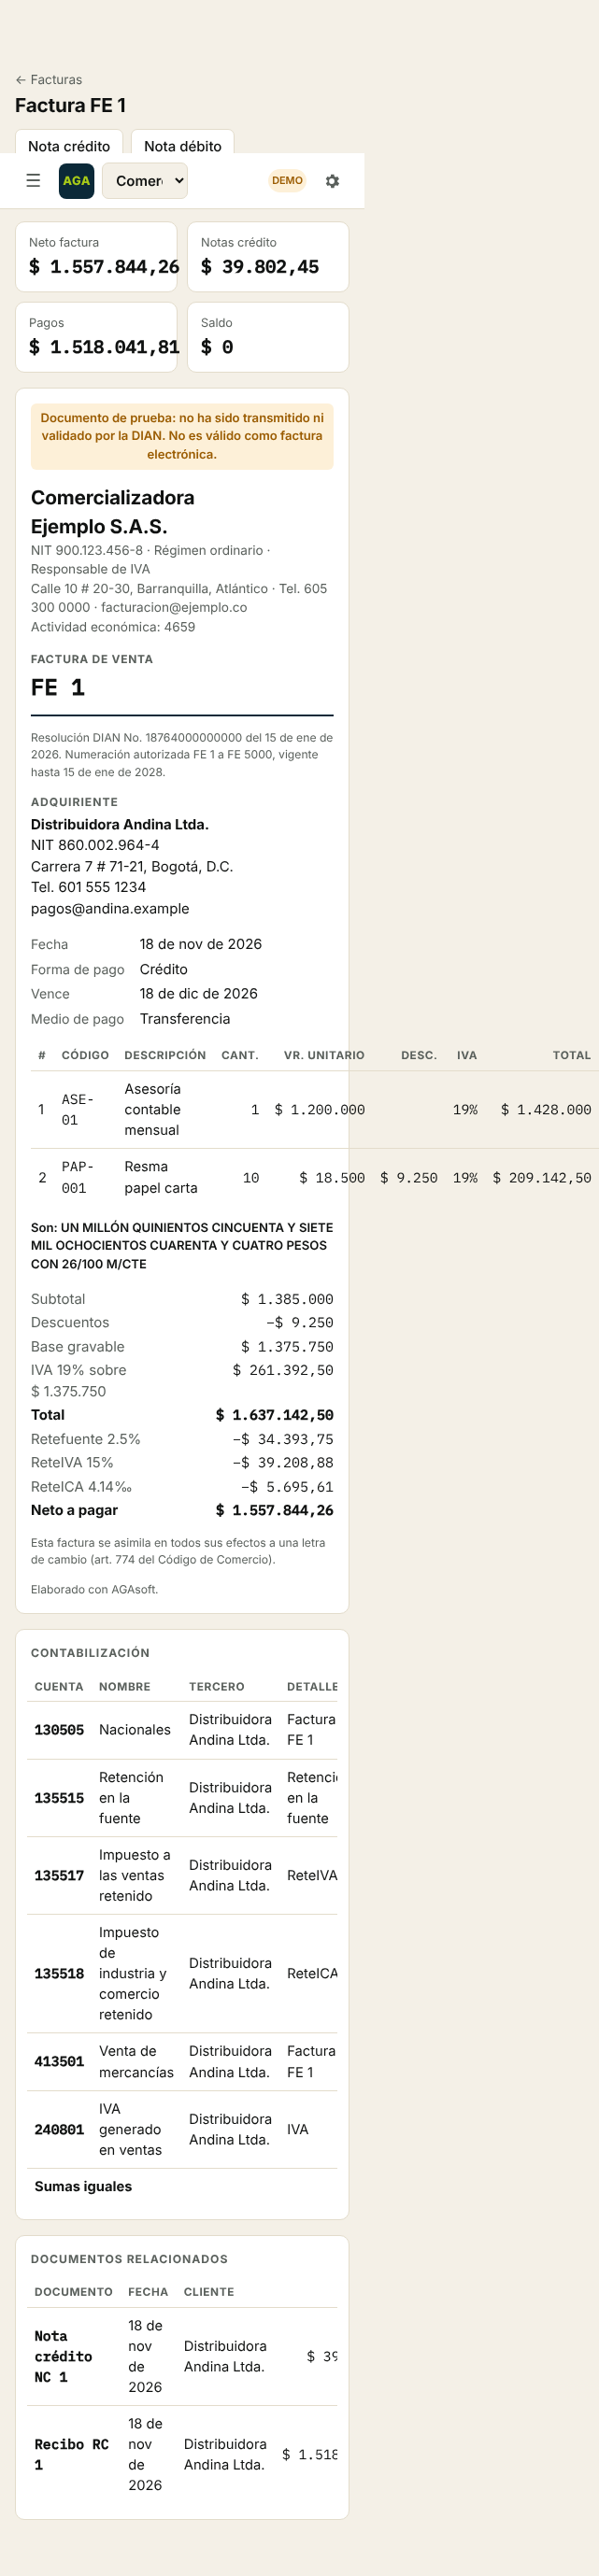 ← Facturas
Factura FE 1
Nota crédito Nota débito
☰ AGA Comer DEMO
Neto factura Notas crédito
$ 1.557.844,26 $ 39.802,45
Pagos Saldo
$ 1.518.041,81 $ 0
Documento de prueba: no ha sido transmitido ni
validado por la DIAN. No es válido como factura
electrónica.
Comercializadora
Ejemplo S.A.S.
NIT 900.123.456-8 · Régimen ordinario ·
Responsable de IVA
Calle 10 # 20-30, Barranquilla, Atlántico · Tel. 605
300 0000 · facturacion@ejemplo.co
Actividad económica: 4659
FACTURA DE VENTA
FE 1
Resolución DIAN No. 18764000000000 del 15 de ene de
2026. Numeración autorizada FE 1 a FE 5000, vigente
hasta 15 de ene de 2028.
ADQUIRIENTE
Distribuidora Andina Ltda.
NIT 860.002.964-4
Carrera 7 # 71-21, Bogotá, D.C.
Tel. 601 555 1234
pagos@andina.example
Fecha 18 de nov de 2026
Forma de pago Crédito
Vence 18 de dic de 2026
Medio de pago Transferencia
# CÓDIGO DESCRIPCIÓN CANT. VR. UNITARIO DESC. IVA TOTAL
1 ASE-01 Asesoría contable mensual 1 $ 1.200.000 19% $ 1.428.000
2 PAP-001 Resma papel carta 10 $ 18.500 $ 9.250 19% $ 209.142,50
Son: UN MILLÓN QUINIENTOS CINCUENTA Y SIETE
MIL OCHOCIENTOS CUARENTA Y CUATRO PESOS
CON 26/100 M/CTE
Subtotal $ 1.385.000
Descuentos −$ 9.250
Base gravable $ 1.375.750
IVA 19% sobre $ 261.392,50
$ 1.375.750
Total $ 1.637.142,50
Retefuente 2.5% −$ 34.393,75
ReteIVA 15% −$ 39.208,88
ReteICA 4.14‰ −$ 5.695,61
Neto a pagar $ 1.557.844,26
Esta factura se asimila en todos sus efectos a una letra
de cambio (art. 774 del Código de Comercio).
Elaborado con AGAsoft.
CONTABILIZACIÓN
CUENTA NOMBRE TERCERO DETALLE
130505 Nacionales Distribuidora Andina Ltda. Factura FE 1
135515 Retención en la fuente Distribuidora Andina Ltda. Retenci en la fuente
135517 Impuesto a las ventas retenido Distribuidora Andina Ltda. ReteIVA
135518 Impuesto de industria y comercio retenido Distribuidora Andina Ltda. ReteICA
413501 Venta de mercancías Distribuidora Andina Ltda. Factura FE 1
240801 IVA generado en ventas Distribuidora Andina Ltda. IVA
Sumas iguales
DOCUMENTOS RELACIONADOS
DOCUMENTO FECHA CLIENTE
Nota crédito NC 1 18 de nov de 2026 Distribuidora Andina Ltda. $ 39
Recibo RC 1 18 de nov de 2026 Distribuidora Andina Ltda. $ 1.518